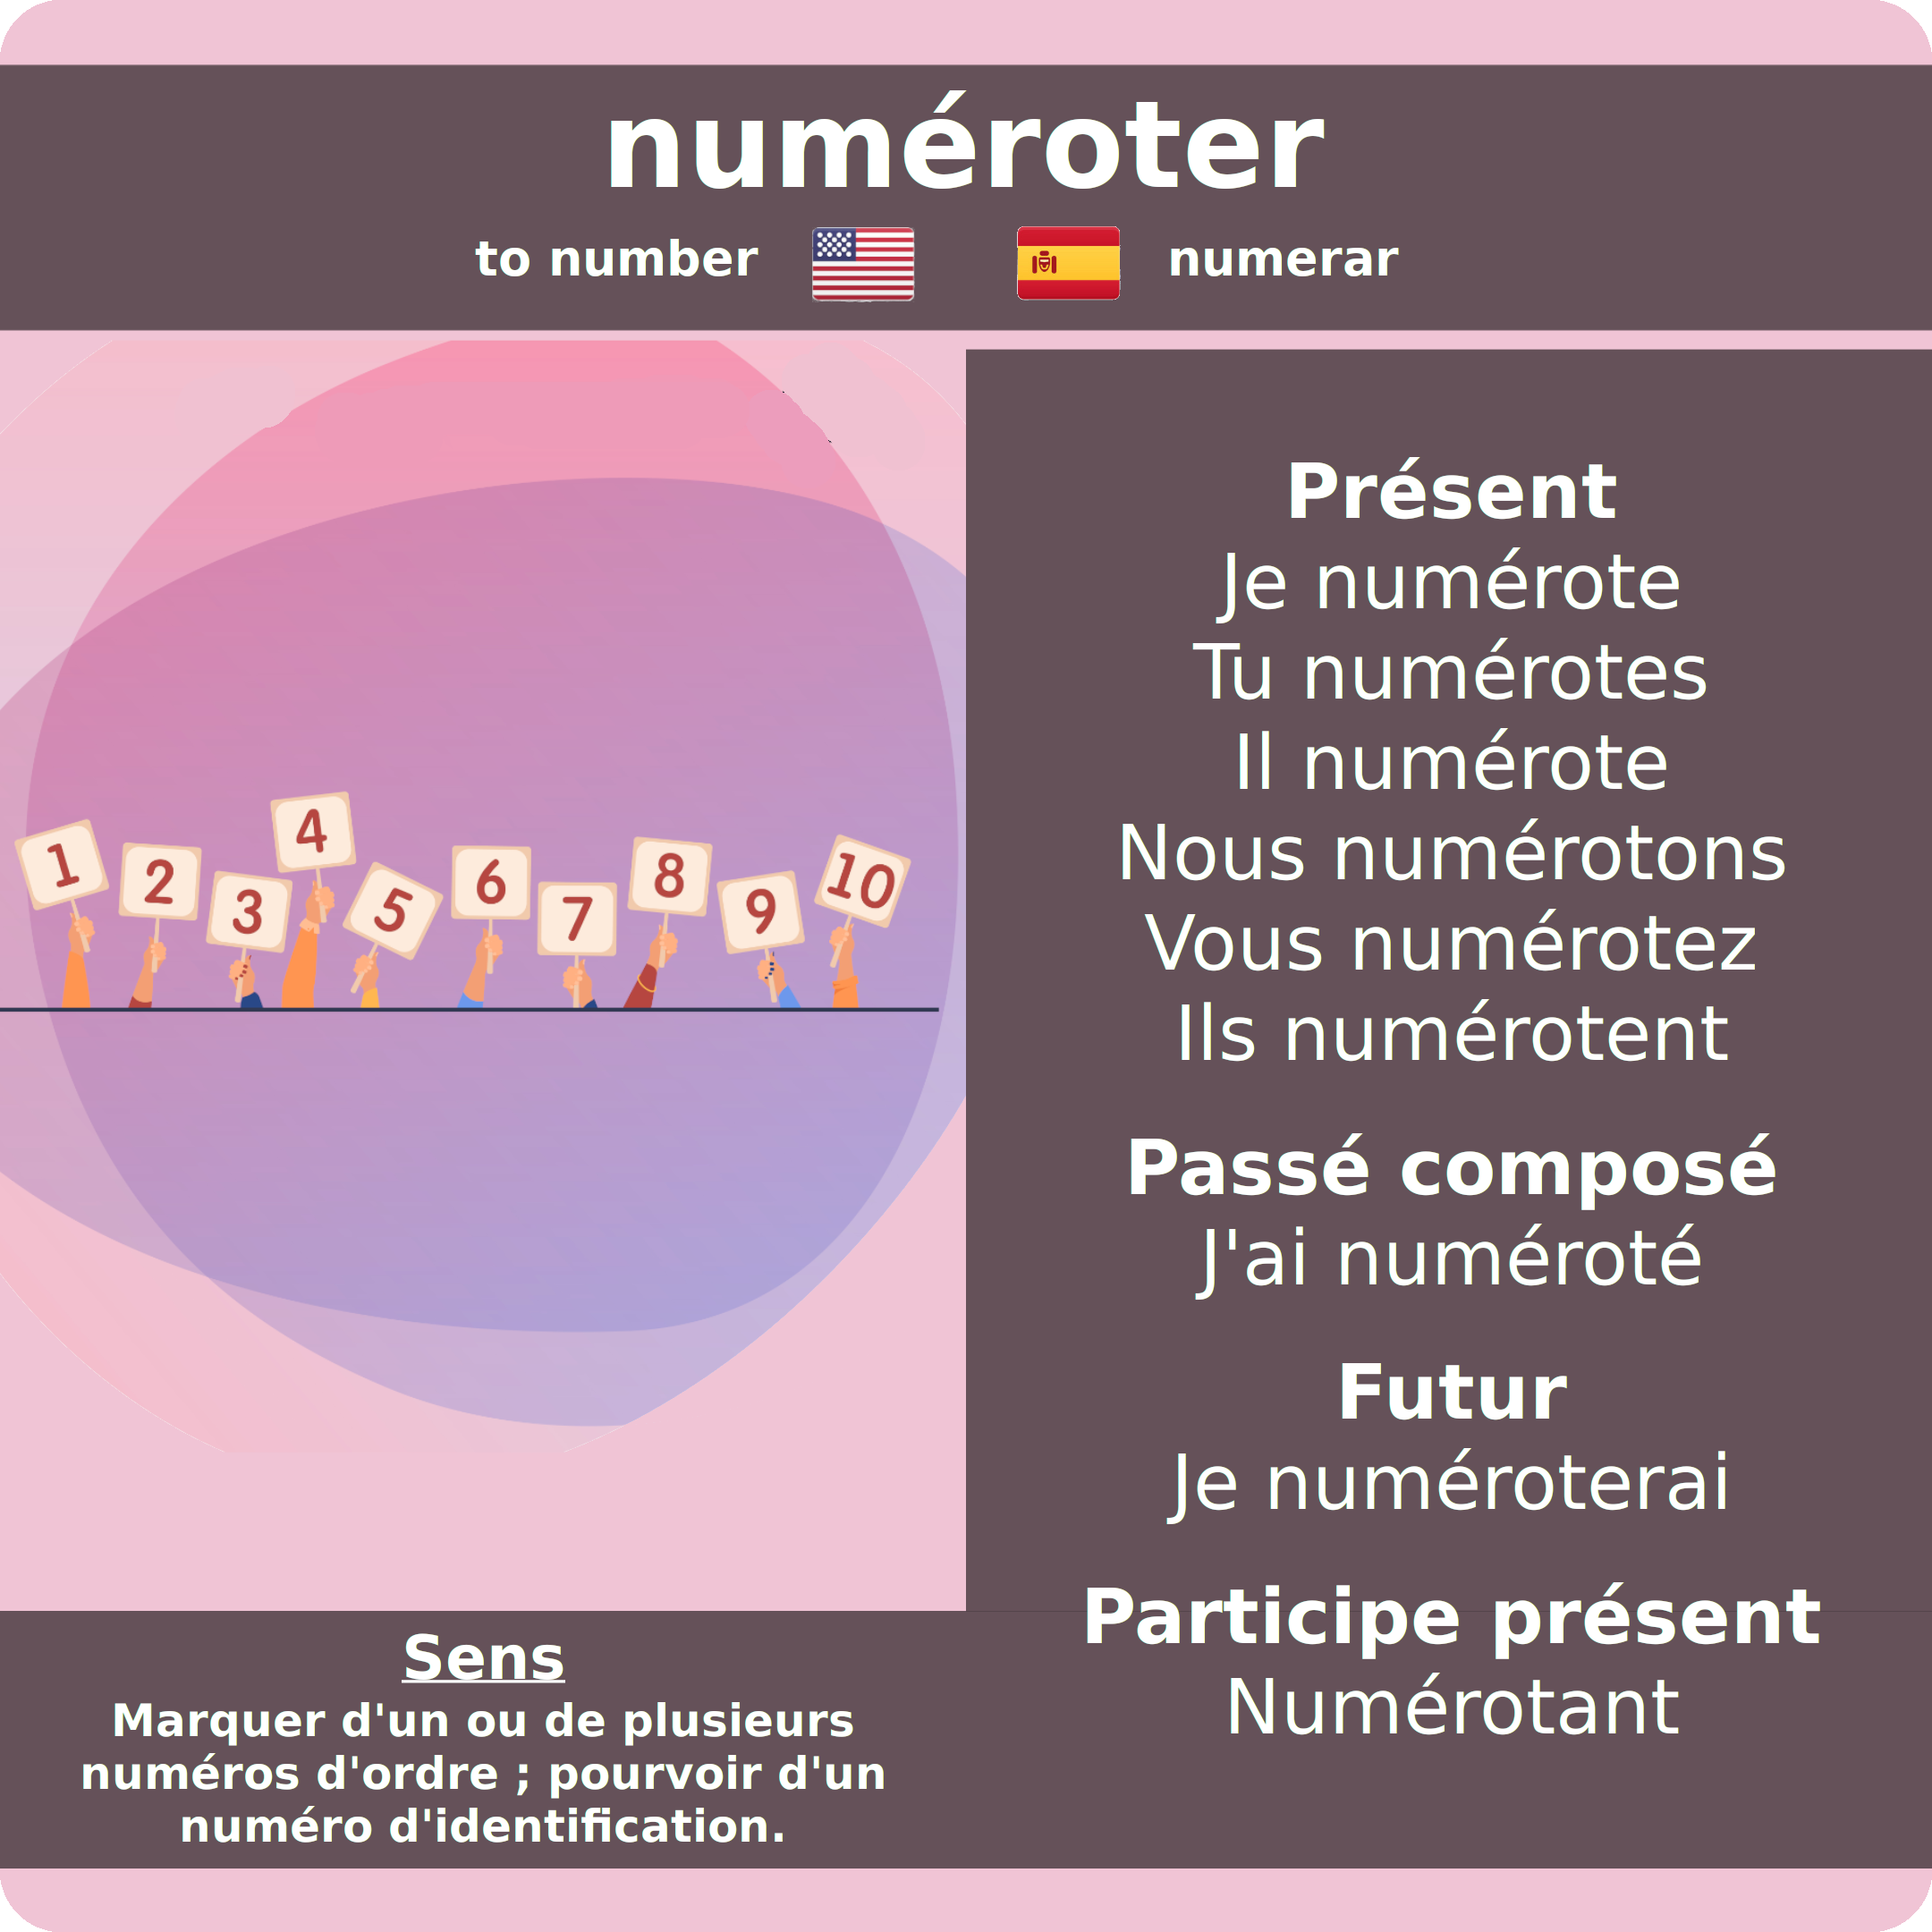 numéroter
to number
numerar
1
2
3
4
5
6
7
8
9
10
Présent
Je numérote
Tu numérotes
Il numérote
Nous numérotons
Vous numérotez
Ils numérotent
Passé composé
J'ai numéroté
Futur
Je numéroterai
Participe présent
Numérotant
Sens
Marquer d'un ou de plusieurs
numéros d'ordre ; pourvoir d'un
numéro d'identification.